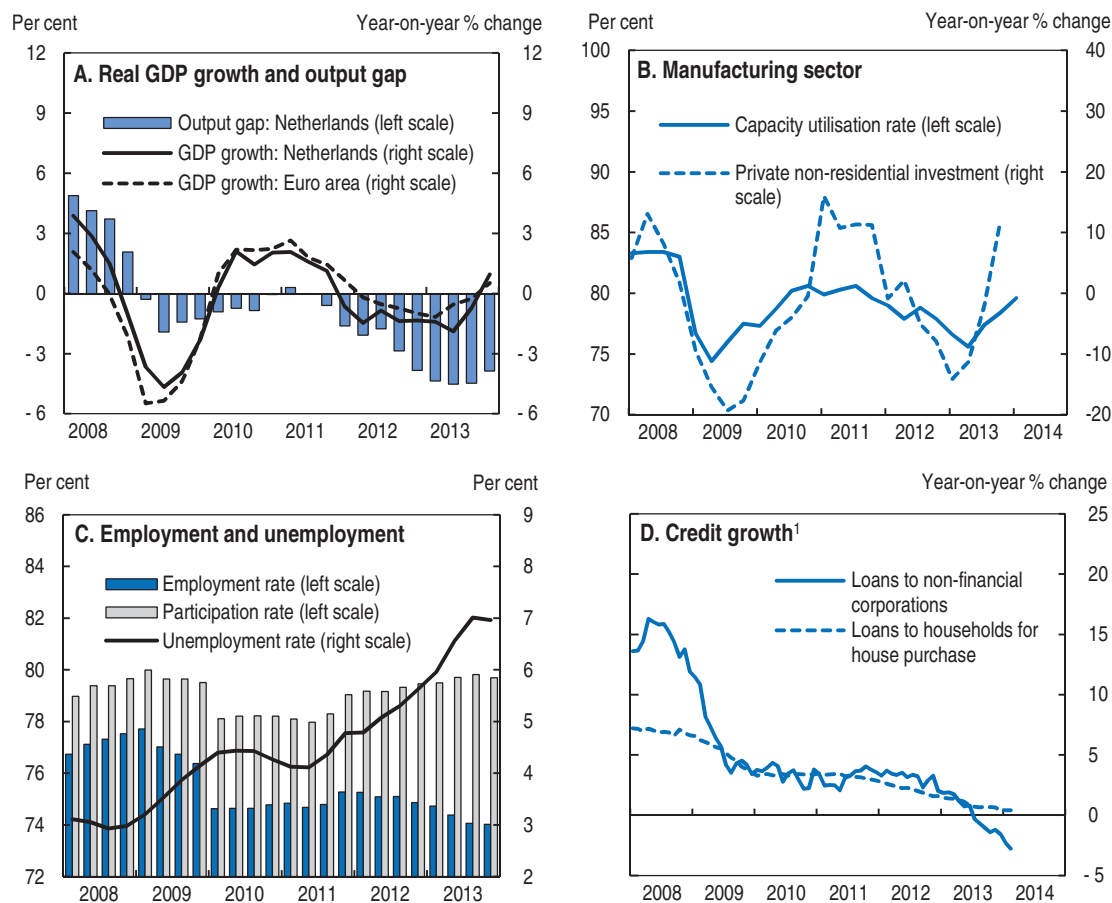 Per cent
Year-on-year % change
12
9
6
3
0
- 3
- 6
A. Real GDP growth and output gap
Output gap: Netherlands (left scale)
GDP growth: Netherlands (right scale)
GDP growth: Euro area (right scale)
12
9
6
3
0
- 3
- 6
2008 2009 2010 2011 2012 2013
Per cent
Year-on-year % change
100
95
90
85
80
75
70
B. Manufacturing sector
Capacity utilisation rate (left scale)
Private non-residential investment (right
scale)
40
30
20
10
0
-10
-20
2008 2009 2010 2011 2012 2013 2014
Per cent
Per cent
86
84
82
80
78
76
74
72
C. Employment and unemployment
Employment rate (left scale)
Participation rate (left scale)
Unemployment rate (right scale)
9
8
7
6
5
4
3
2
2008 2009 2010 2011 2012 2013
Year-on-year % change
D. Credit growth1
Loans to non-financial
corporations
Loans to households for
house purchase
25
20
15
10
5
0
- 5
2008 2009 2010 2011 2012 2013 2014